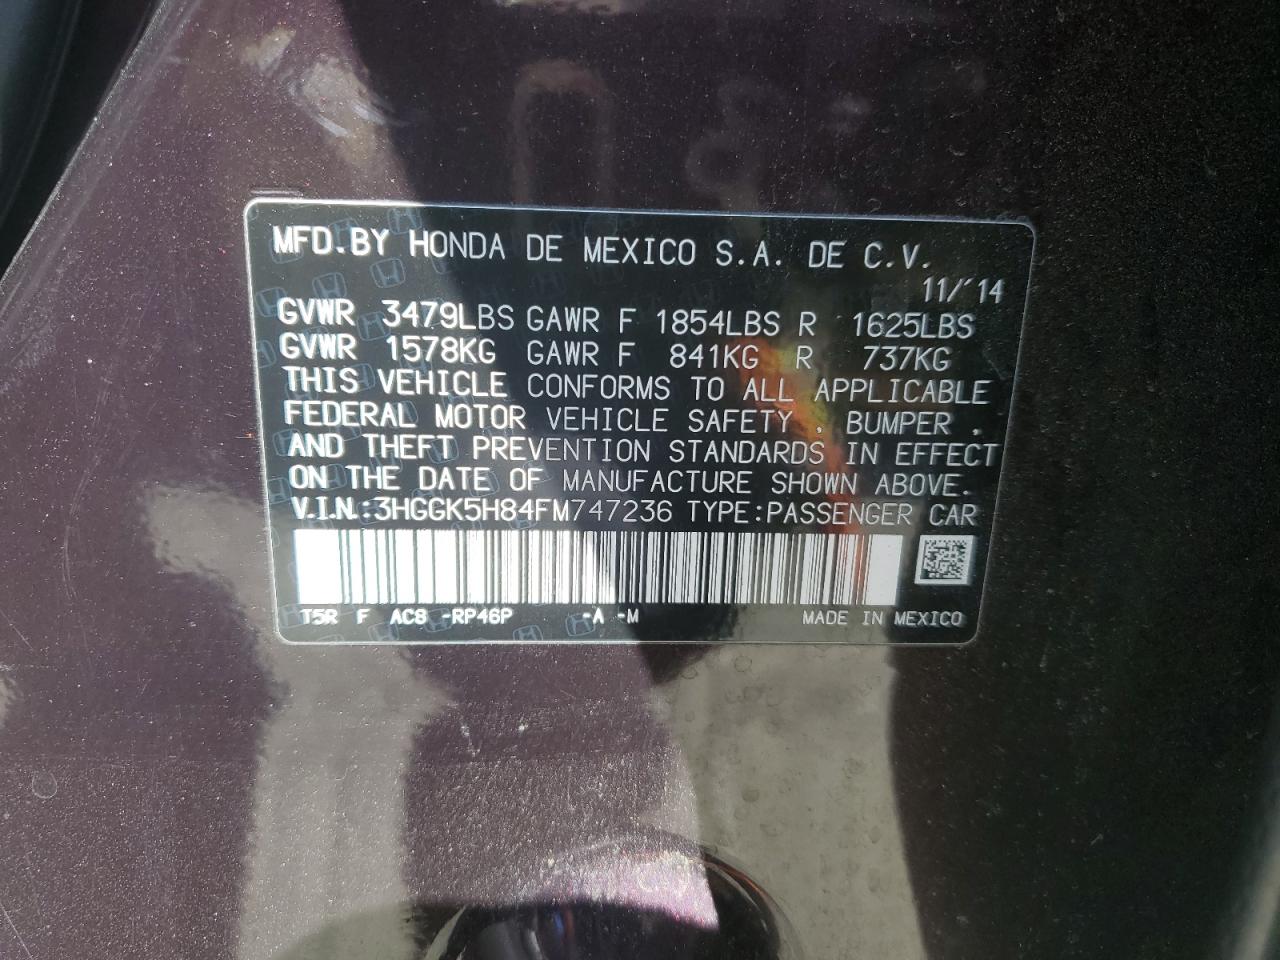 MFD.BY HONDA DE MEXICO S.A. DE C.V.
11/'14
GVWR 3479LBS GAWR F 1854LBS R 1625LBS
GVWR 1578KG GAWR F 841KG R 737KG
THIS VEHICLE CONFORMS TO ALL APPLICABLE
FEDERAL MOTOR VEHICLE SAFETY , BUMPER ,
AND THEFT PREVENTION STANDARDS IN EFFECT
ON THE DATE OF MANUFACTURE SHOWN ABOVE.
V.I.N.:3HGGK5H84FM747236 TYPE:PASSENGER CAR
T5R F AC8 -RP46P -A -M MADE IN MEXICO